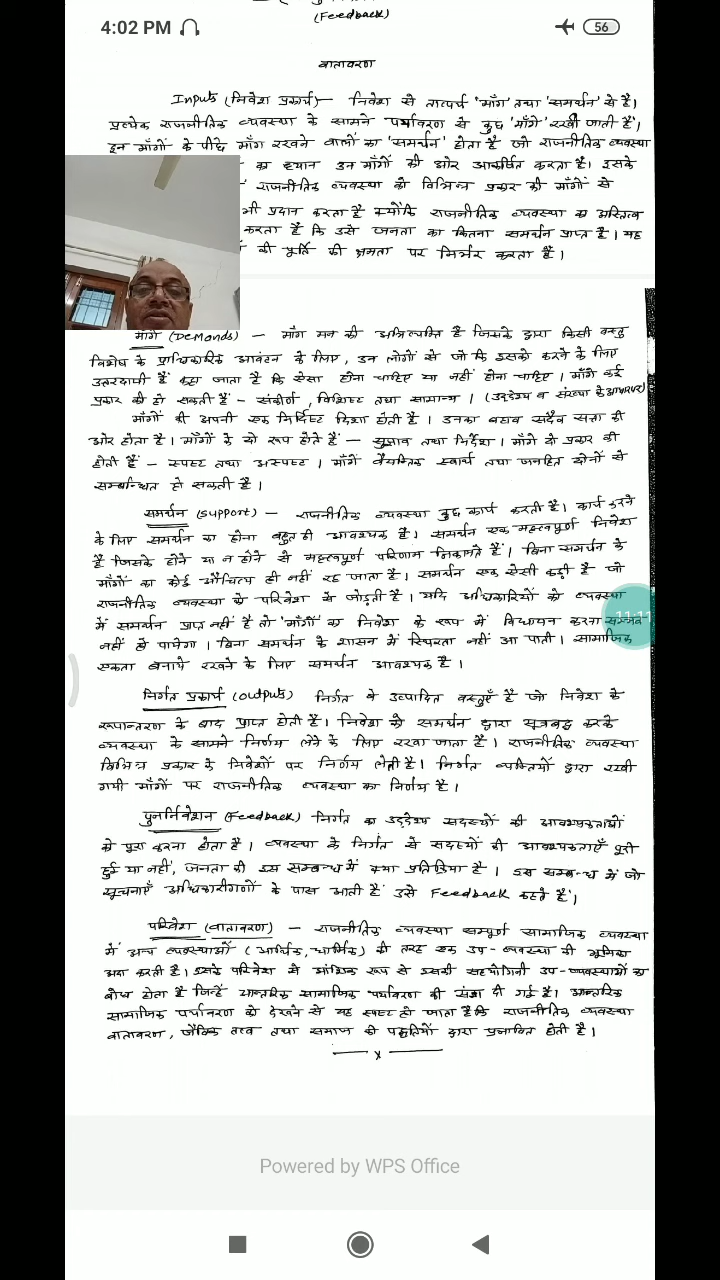 (Feedback)
4:02 PM
56
वातावरण
Inputs (निवेश प्रकार्य) — निवेश से तात्पर्य 'माँग' तथा 'समर्थन' से है।
प्रत्येक राजनीतिक व्यवस्था के सामने पर्यावरण से कुछ 'माँगे' रखी जाती हैं,
इन माँगों के पीछे माँग रखने वालों का 'समर्थन' होता है जो राजनीतिक व्यवस्था
का ध्यान उन माँगों की ओर आकर्षित करता है। इसके
राजनीतिक व्यवस्था को विभिन्न प्रकार की माँगों से
भी प्रदान करता है क्योंकि राजनीतिक व्यवस्था का अस्तित्व
करता है कि उसे जनता का कितना समर्थन प्राप्त है। यह
की पूर्ति की क्षमता पर निर्भर करता है।
माँगे (Demands) — माँग मत की अभिव्यक्ति है जिसके द्वारा किसी वस्तु
विशेष के प्राधिकारिक आवंटन के लिए, उन लोगों से जो कि इसको करने के लिए
उत्तरदायी हैं कहा जाता है कि ऐसा होना चाहिए या नहीं होना चाहिए। माँगे कई
प्रकार की हो सकती हैं - संकीर्ण, विशिष्ट तथा सामान्य। (उद्देश्य व संख्या के आधार पर)
माँगों की अपनी एक निर्दिष्ट दिशा होती है। उनका बहाव सदैव सत्ता की
ओर होता है। माँगों के दो रूप होते हैं — सुझाव तथा निर्देश। माँगे दो प्रकार की
होती हैं - स्पष्ट तथा अस्पष्ट। माँगें वैयक्तिक स्वार्थ तथा जनहित दोनों से
सम्बन्धित हो सकती हैं।
समर्थन (Support) — राजनीतिक व्यवस्था कुछ कार्य करती है। कार्य करने
के लिए समर्थन का होना बहुत ही आवश्यक है। समर्थन एक महत्वपूर्ण निवेश
है जिसके होने या न होने से महत्वपूर्ण परिणाम निकलते हैं। बिना समर्थन के
माँगों का कोई औचित्य ही नहीं रह जाता है। समर्थन एक ऐसी कड़ी है जो
राजनीतिक व्यवस्था को परिवेश से जोड़ती है। यदि अधिकारियों को व्यवस्था
में समर्थन प्राप्त नहीं है तो 'माँगों' का निवेश के रूप में विधायन करना सम्भव
11:11
नहीं हो पायेगा। बिना समर्थन के शासन में स्थिरता नहीं आ पाती। सामाजिक
एकता बनाये रखने के लिए समर्थन आवश्यक है।
निर्गत प्रकार्य (Outputs) निर्गत वे उत्पादित वस्तुएँ हैं जो निवेश के
रूपान्तरण के बाद प्राप्त होती हैं। निवेश को समर्थन द्वारा सूत्रबद्ध करके
व्यवस्था के सामने निर्णय लेने के लिए रखा जाता है। राजनीतिक व्यवस्था
विभिन्न प्रकार के निवेशों पर निर्णय लेती है। निर्गत व्यक्तियों द्वारा रखी
गयी माँगों पर राजनीतिक व्यवस्था का निर्णय है।
पुनर्निवेशन (Feedback) निर्गत का उद्देश्य सदस्यों की आवश्यकताओं
को पूरा करना होता है। व्यवस्था के निर्गत से सदस्यों की आवश्यकताएँ पूरी
हुई या नहीं, जनता की इस सम्बन्ध में क्या प्रतिक्रिया है। इस सम्बन्ध में जो
सूचनाएँ अधिकारीगणों के पास आती हैं उसे Feedback कहते हैं।
परिवेश (वातावरण) — राजनीतिक व्यवस्था सम्पूर्ण सामाजिक व्यवस्था
में अन्य व्यवस्थाओं (आर्थिक, धार्मिक) की तरह एक उप-व्यवस्था की भूमिका
अदा करती है। इसके परिवेश में आंशिक रूप से इसकी सहयोगिनी उप-व्यवस्थाओं का
बोध होता है जिन्हें आन्तरिक सामाजिक पर्यावरण की संज्ञा दी गई है। आन्तरिक
सामाजिक पर्यावरण को देखने से यह स्पष्ट हो जाता है कि राजनीतिक व्यवस्था
वातावरण, जैविक तत्व तथा समाज की पद्धतियों द्वारा प्रभावित होती है।
x
Powered by WPS Office